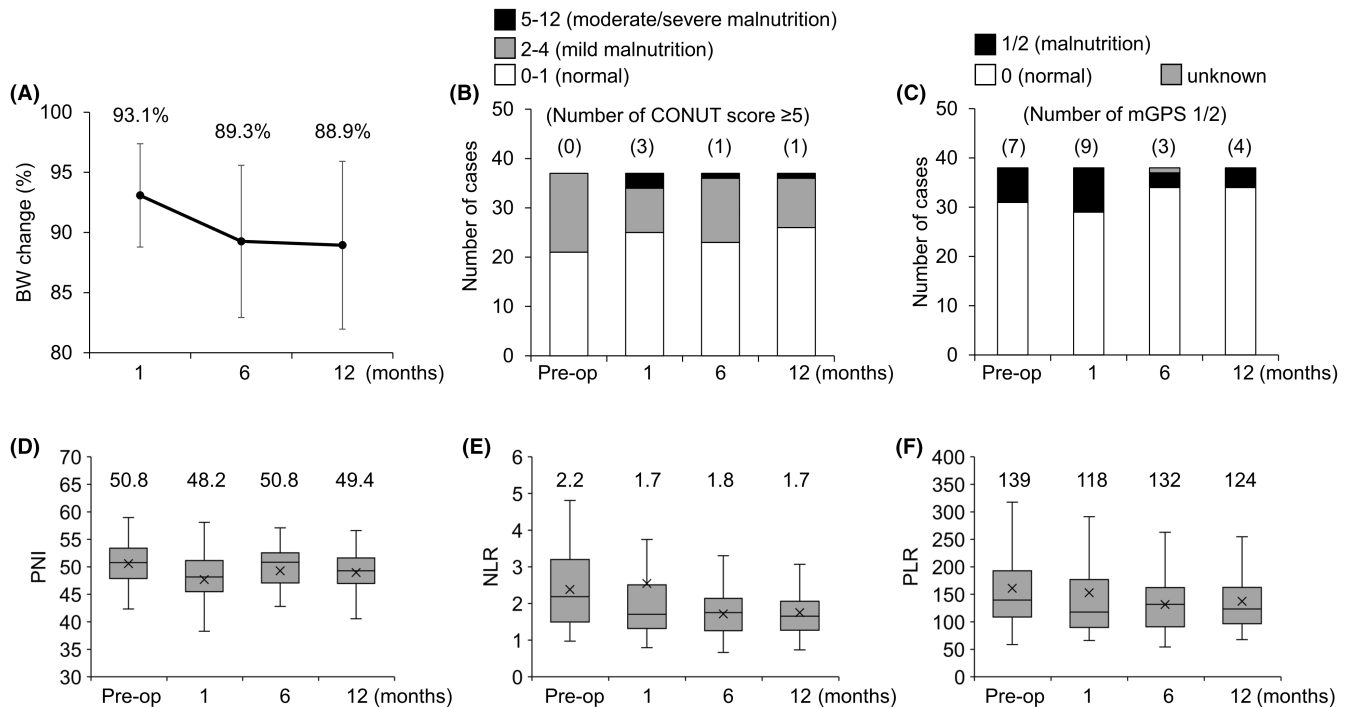 5-12 (moderate/severe malnutrition)
2-4 (mild malnutrition)
0-1 (normal)
1/2 (malnutrition)
0 (normal) unknown
(A)
100
95
90
85
80
BW change (%)
93.1% 89.3% 88.9%
1 6 12 (months)
(B)
50
40
30
20
10
0
Number of cases
(Number of CONUT score ≥5)
(0) (3) (1) (1)
Pre-op 1 6 12 (months)
(C)
50
40
30
20
10
0
Number of cases
(Number of mGPS 1/2)
(7) (9) (3) (4)
Pre-op 1 6 12 (months)
(D)
70
65
60
55
50
45
40
35
30
PNI
50.8 48.2 50.8 49.4
Pre-op 1 6 12 (months)
(E)
6
5
4
3
2
1
0
NLR
2.2 1.7 1.8 1.7
Pre-op 1 6 12 (months)
(F)
400
350
300
250
200
150
100
50
0
PLR
139 118 132 124
Pre-op 1 6 12 (months)